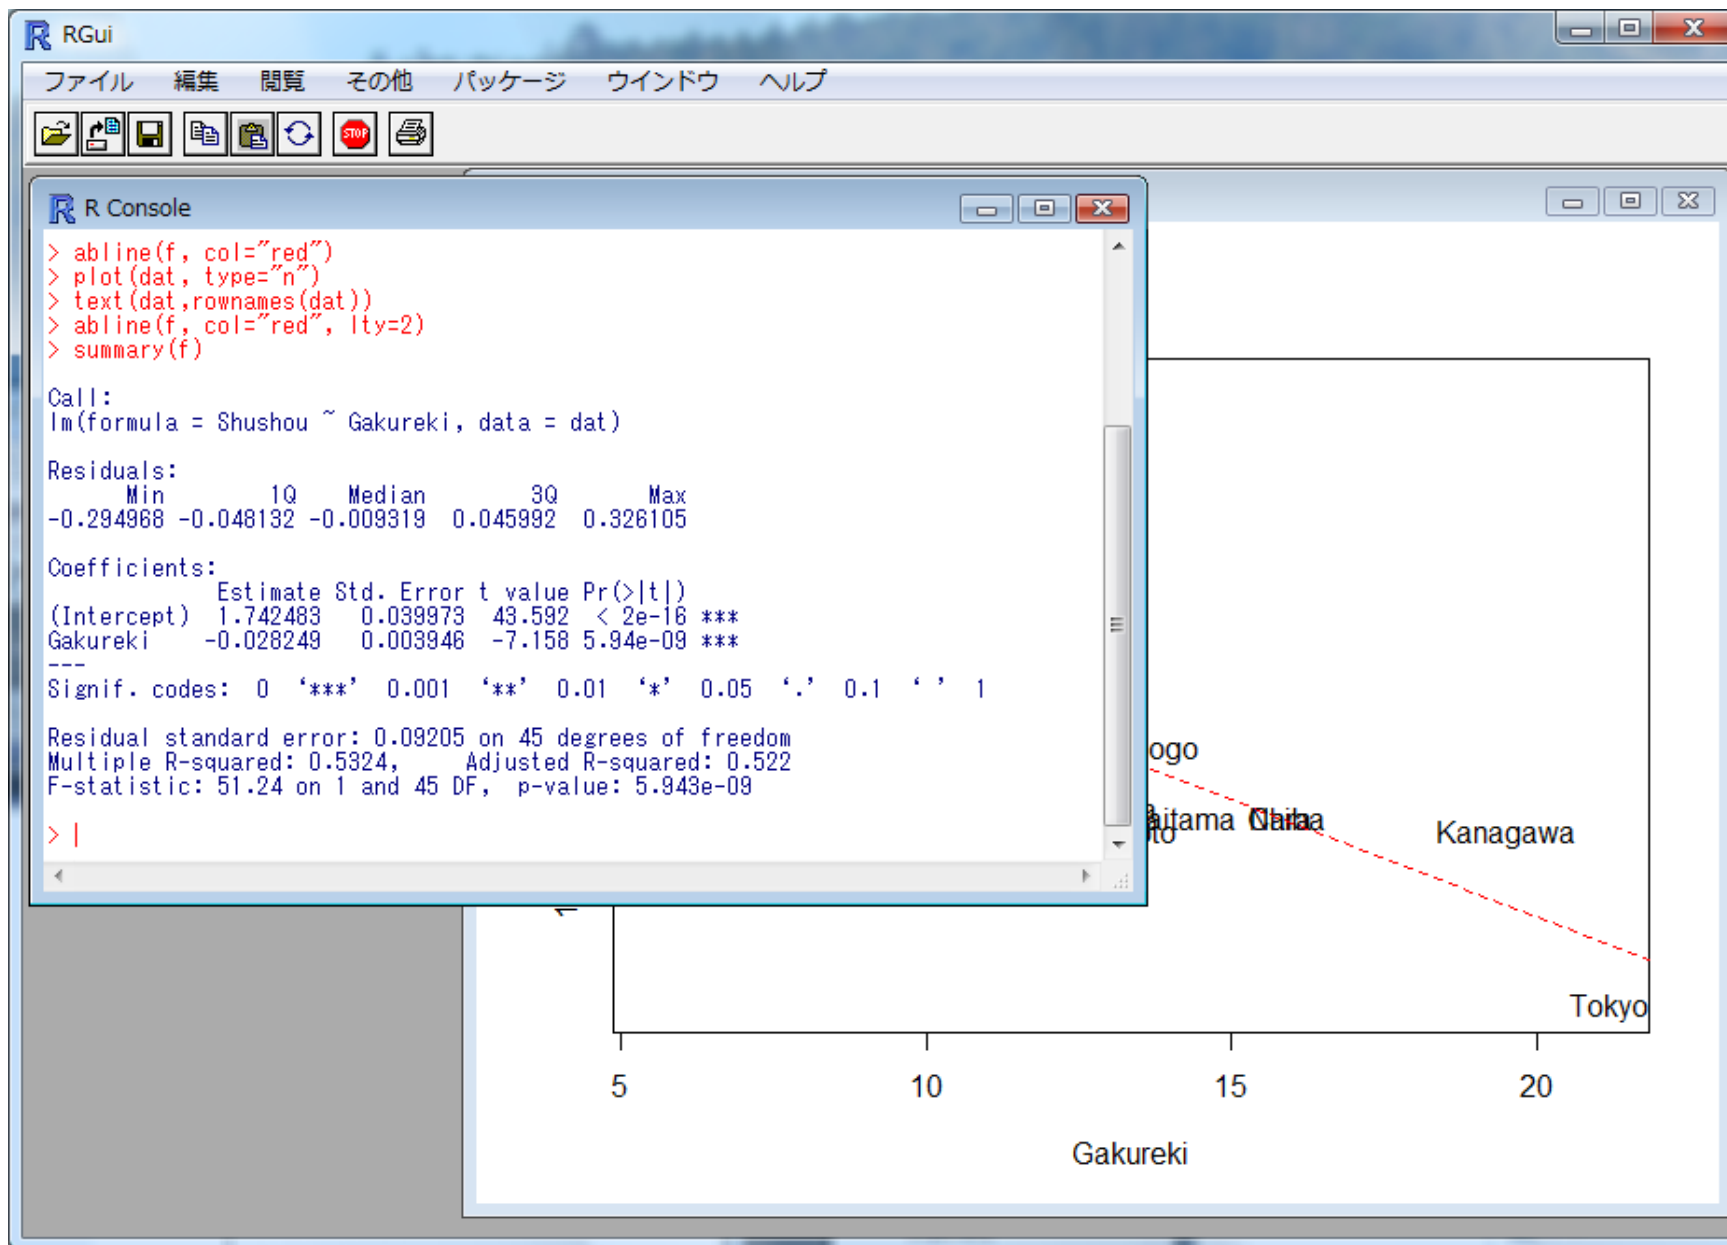 RGui
ファイル 編集 閲覧 その他 パッケージ ウインドウ ヘルプ
STOP
R Console
> abline(f, col="red")
> plot(dat, type="n")
> text(dat,rownames(dat))
> abline(f, col="red", lty=2)
> summary(f)
Call:
lm(formula = Shushou ~ Gakureki, data = dat)
Residuals:
Min 1Q Median 3Q Max
-0.294968 -0.048132 -0.009319 0.045992 0.326105
Coefficients:
Estimate Std. Error t value Pr(>|t|)
(Intercept) 1.742483 0.039973 43.592 < 2e-16 ***
Gakureki -0.028249 0.003946 -7.158 5.94e-09 ***
---
Signif. codes: 0 ‘***’ 0.001 ‘**’ 0.01 ‘*’ 0.05 ‘.’ 0.1 ‘ ’ 1
Residual standard error: 0.09205 on 45 degrees of freedom
Multiple R-squared: 0.5324, Adjusted R-squared: 0.522
F-statistic: 51.24 on 1 and 45 DF, p-value: 5.943e-09
>
ogo
aitama
Kanagawa
Tokyo
5 10 15 20
Gakureki